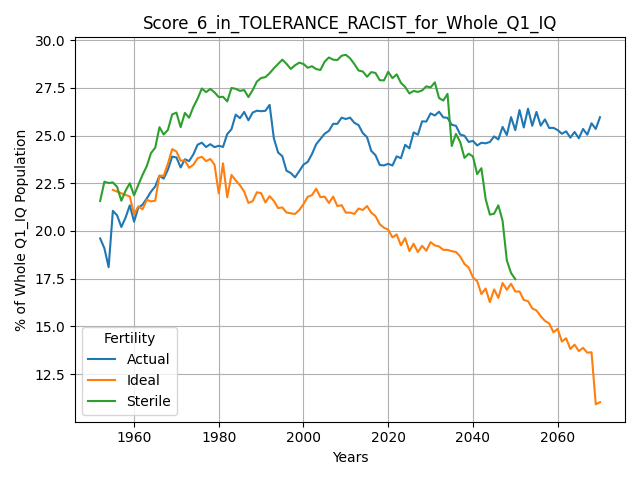 Score_6_in_TOLERANCE_RACIST_for_Whole_Q1_IQ
30.0
27.5
25.0
22.5
20.0
17.5
15.0
12.5
% of Whole Q1_IQ Population
Fertility
Actual
Ideal
Sterile
1960
1980
2000
2020
2040
2060
Years